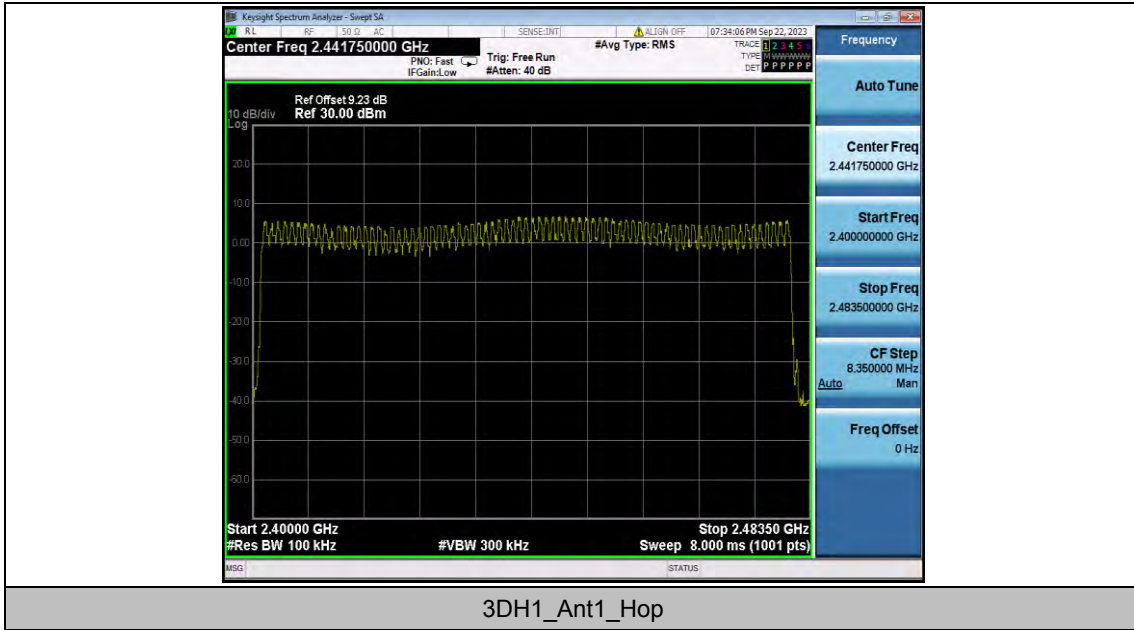 Keysight Spectrum Analyzer - Swept SA
RL RF 50 Ω AC SENSE:INT ALIGN OFF 07:34:06 PM Sep 22, 2023
Center Freq 2.441750000 GHz #Avg Type: RMS TRACE 1 2 3 4 5 6
PNO: Fast Trig: Free Run TYPE M WWWWW
IFGain:Low #Atten: 40 dB DET P P P P P P
Ref Offset 9.23 dB
10 dB/div Ref 30.00 dBm
Log
20.0
10.0
0.00
-10.0
-20.0
-30.0
-40.0
-50.0
-60.0
Start 2.40000 GHz Stop 2.48350 GHz
#Res BW 100 kHz #VBW 300 kHz Sweep 8.000 ms (1001 pts)
MSG STATUS
Frequency
Auto Tune
Center Freq
2.441750000 GHz
Start Freq
2.400000000 GHz
Stop Freq
2.483500000 GHz
CF Step
8.350000 MHz
Auto Man
Freq Offset
0 Hz
3DH1_Ant1_Hop